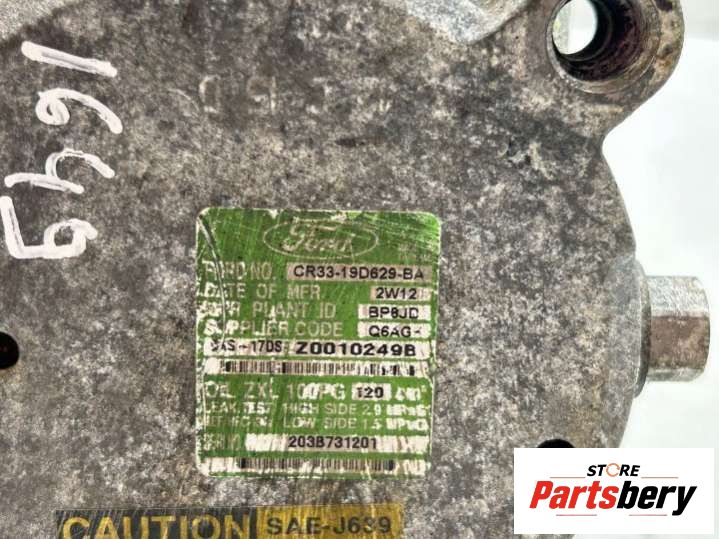 1649
Ford
FORD NO. CR33-19D629-BA
DATE OF MFR. 2W12
MFR PLANT ID BP8JD
SUPPLIER CODE Q6AG
17DS Z0010249B
OIL ZXL 100PG 120
LEAK TEST: HIGH SIDE 2.9 MPaG
LOW SIDE 1.5 MPaG
203B731201
CAUTION SAE-J639
STORE
Partsbery